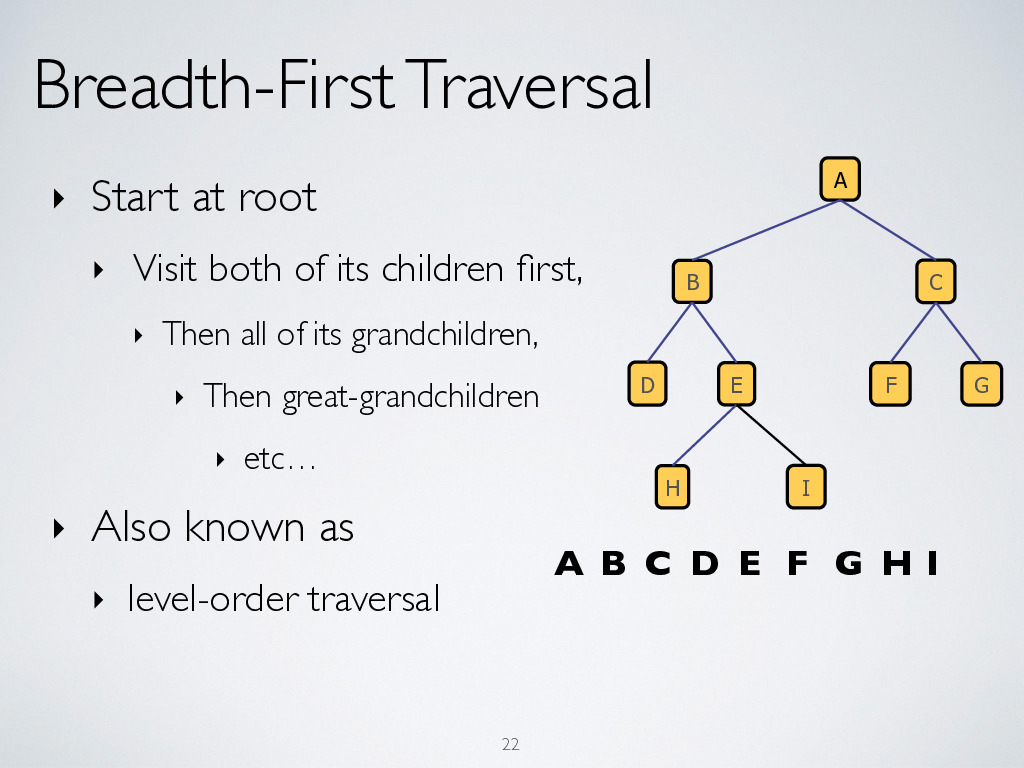 Breadth-First Traversal
‣ Start at root
‣ Visit both of its children first,
‣ Then all of its grandchildren,
‣ Then great-grandchildren
‣ etc…
‣ Also known as
‣ level-order traversal
A
B C
D E F G
H I
A B C D E F G H I
22